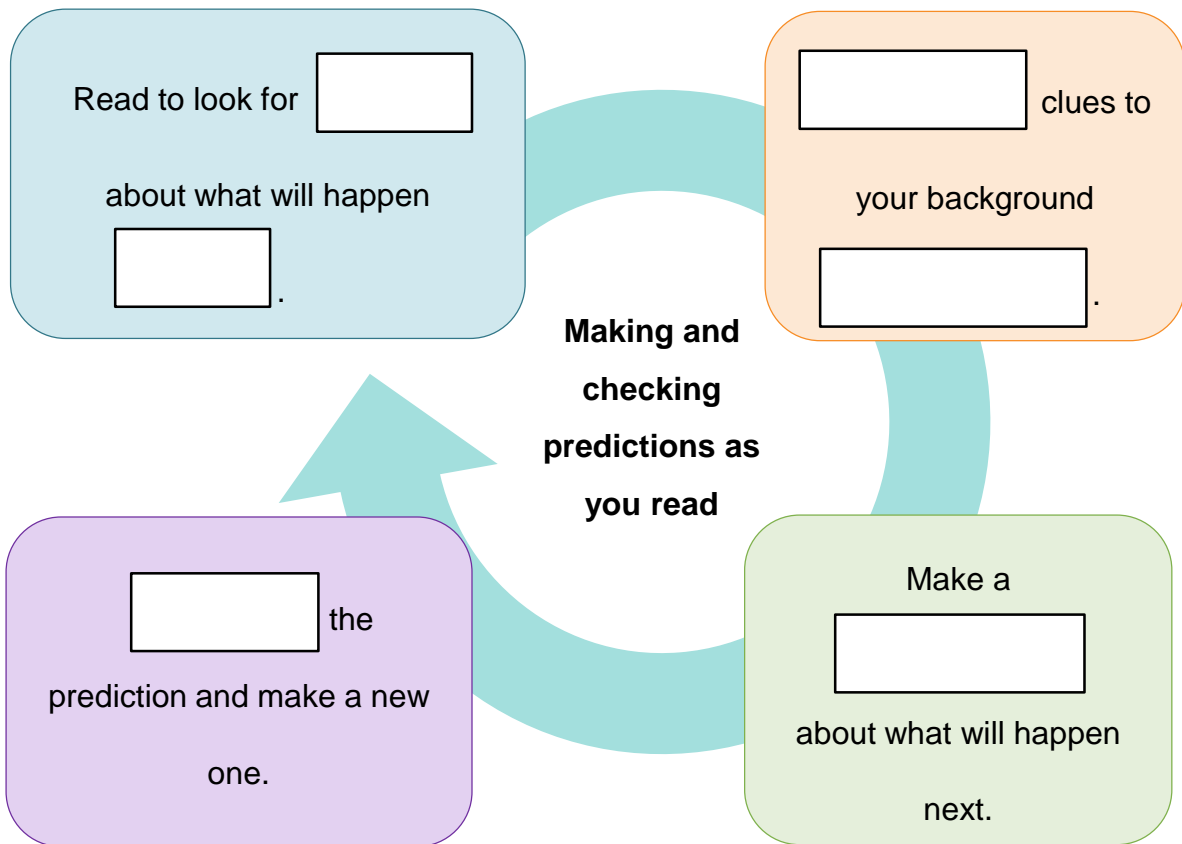 Read to look for
about what will happen
.
clues to
your background
.
Making and
checking
predictions as
you read
the
prediction and make a new
one.
Make a
about what will happen
next.